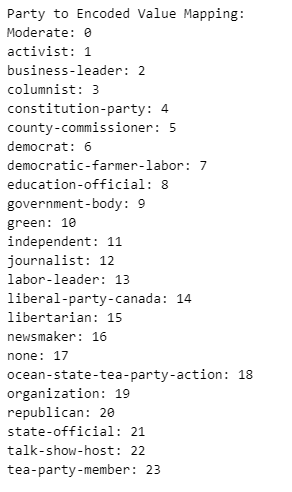 Party to Encoded Value Mapping:
Moderate: 0
activist: 1
business-leader: 2
columnist: 3
constitution-party: 4
county-commissioner: 5
democrat: 6
democratic-farmer-labor: 7
education-official: 8
government-body: 9
green: 10
independent: 11
journalist: 12
labor-leader: 13
liberal-party-canada: 14
libertarian: 15
newsmaker: 16
none: 17
ocean-state-tea-party-action: 18
organization: 19
republican: 20
state-official: 21
talk-show-host: 22
tea-party-member: 23